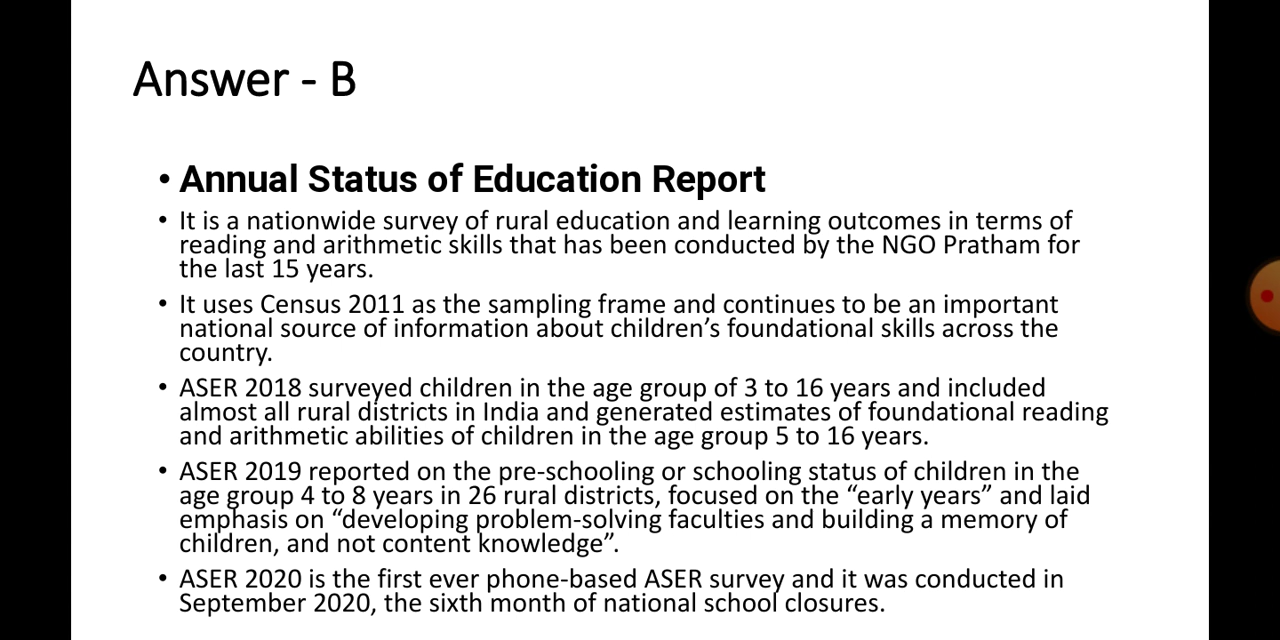 Answer - B
• Annual Status of Education Report
• It is a nationwide survey of rural education and learning outcomes in terms of
reading and arithmetic skills that has been conducted by the NGO Pratham for
the last 15 years.
• It uses Census 2011 as the sampling frame and continues to be an important
national source of information about children’s foundational skills across the
country.
• ASER 2018 surveyed children in the age group of 3 to 16 years and included
almost all rural districts in India and generated estimates of foundational reading
and arithmetic abilities of children in the age group 5 to 16 years.
• ASER 2019 reported on the pre-schooling or schooling status of children in the
age group 4 to 8 years in 26 rural districts, focused on the “early years” and laid
emphasis on “developing problem-solving faculties and building a memory of
children, and not content knowledge”.
• ASER 2020 is the first ever phone-based ASER survey and it was conducted in
September 2020, the sixth month of national school closures.